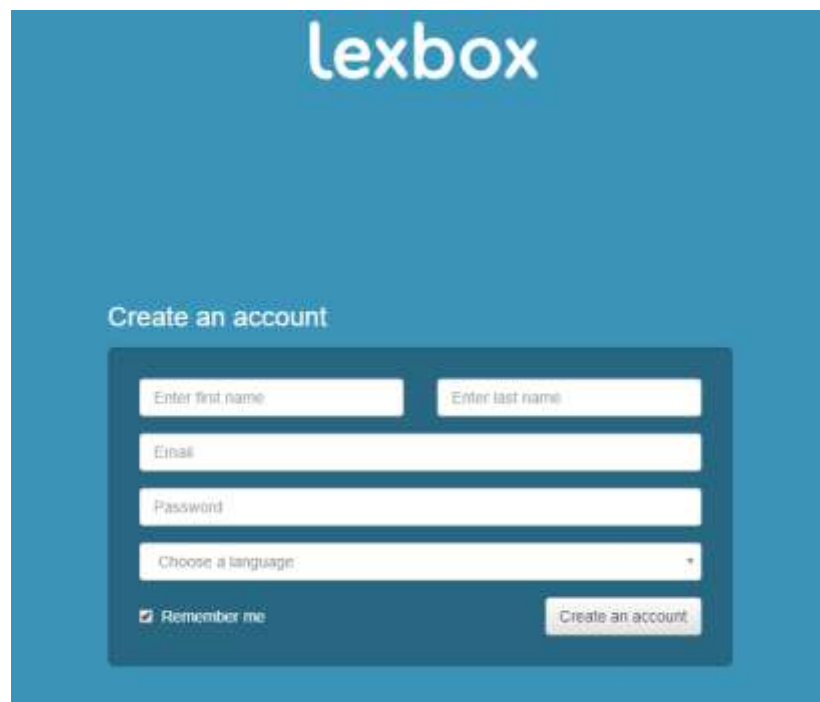 lexbox
Create an account
Enter first name Enter last name
Email
Password
Choose a language
Remember me Create an account